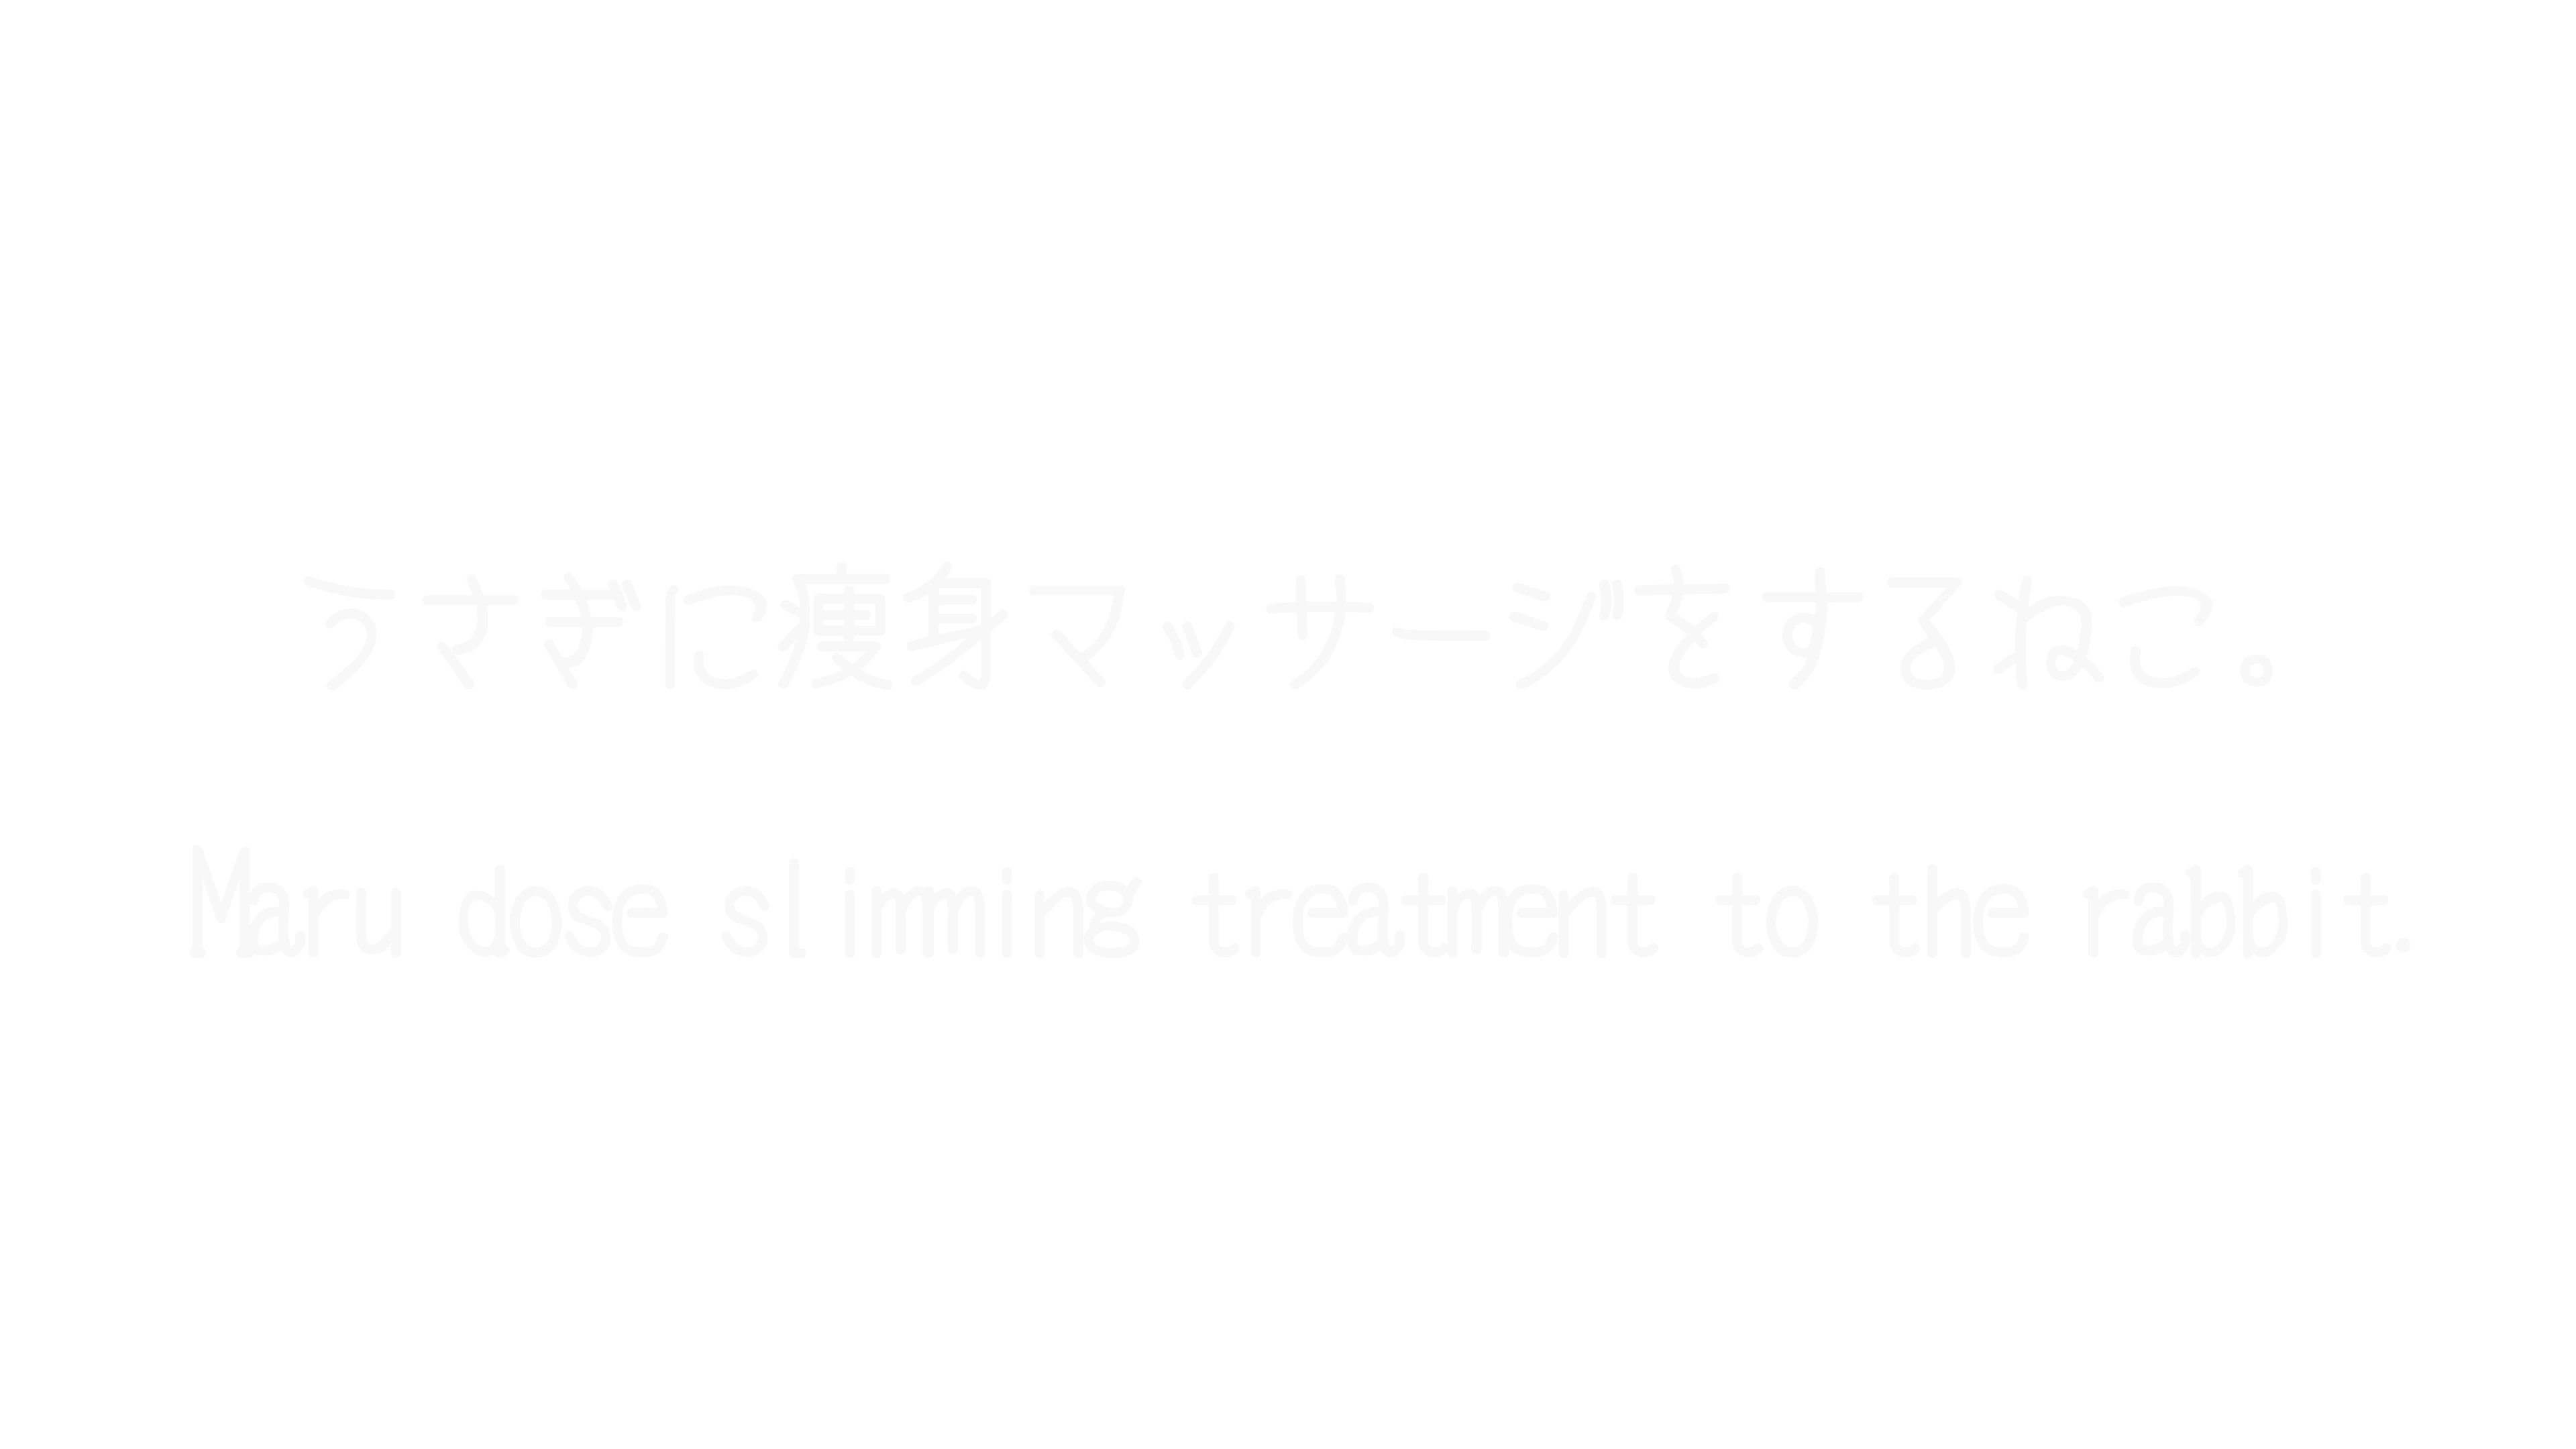 うさぎに痩身マッサージをするねこ。
Maru dose slimming treatment to the rabbit.